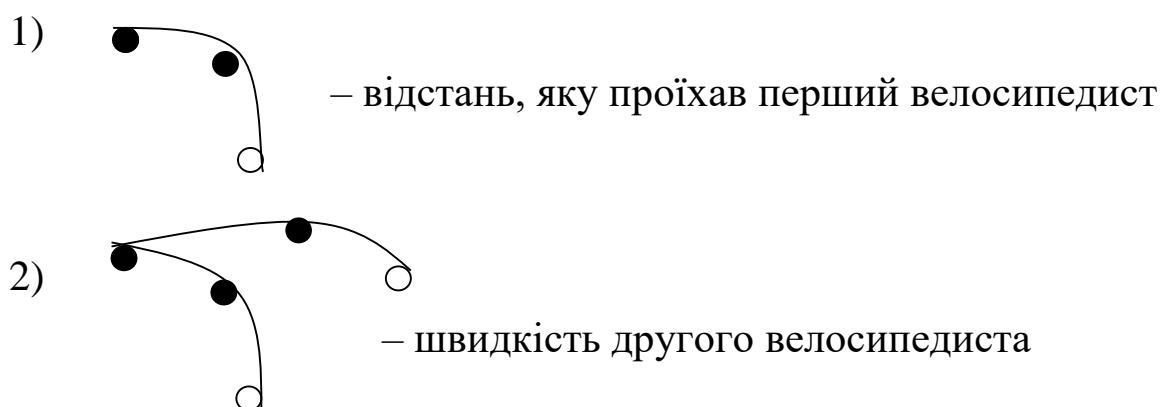 1)
– відстань, яку проїхав перший велосипедист
2)
– швидкість другого велосипедиста